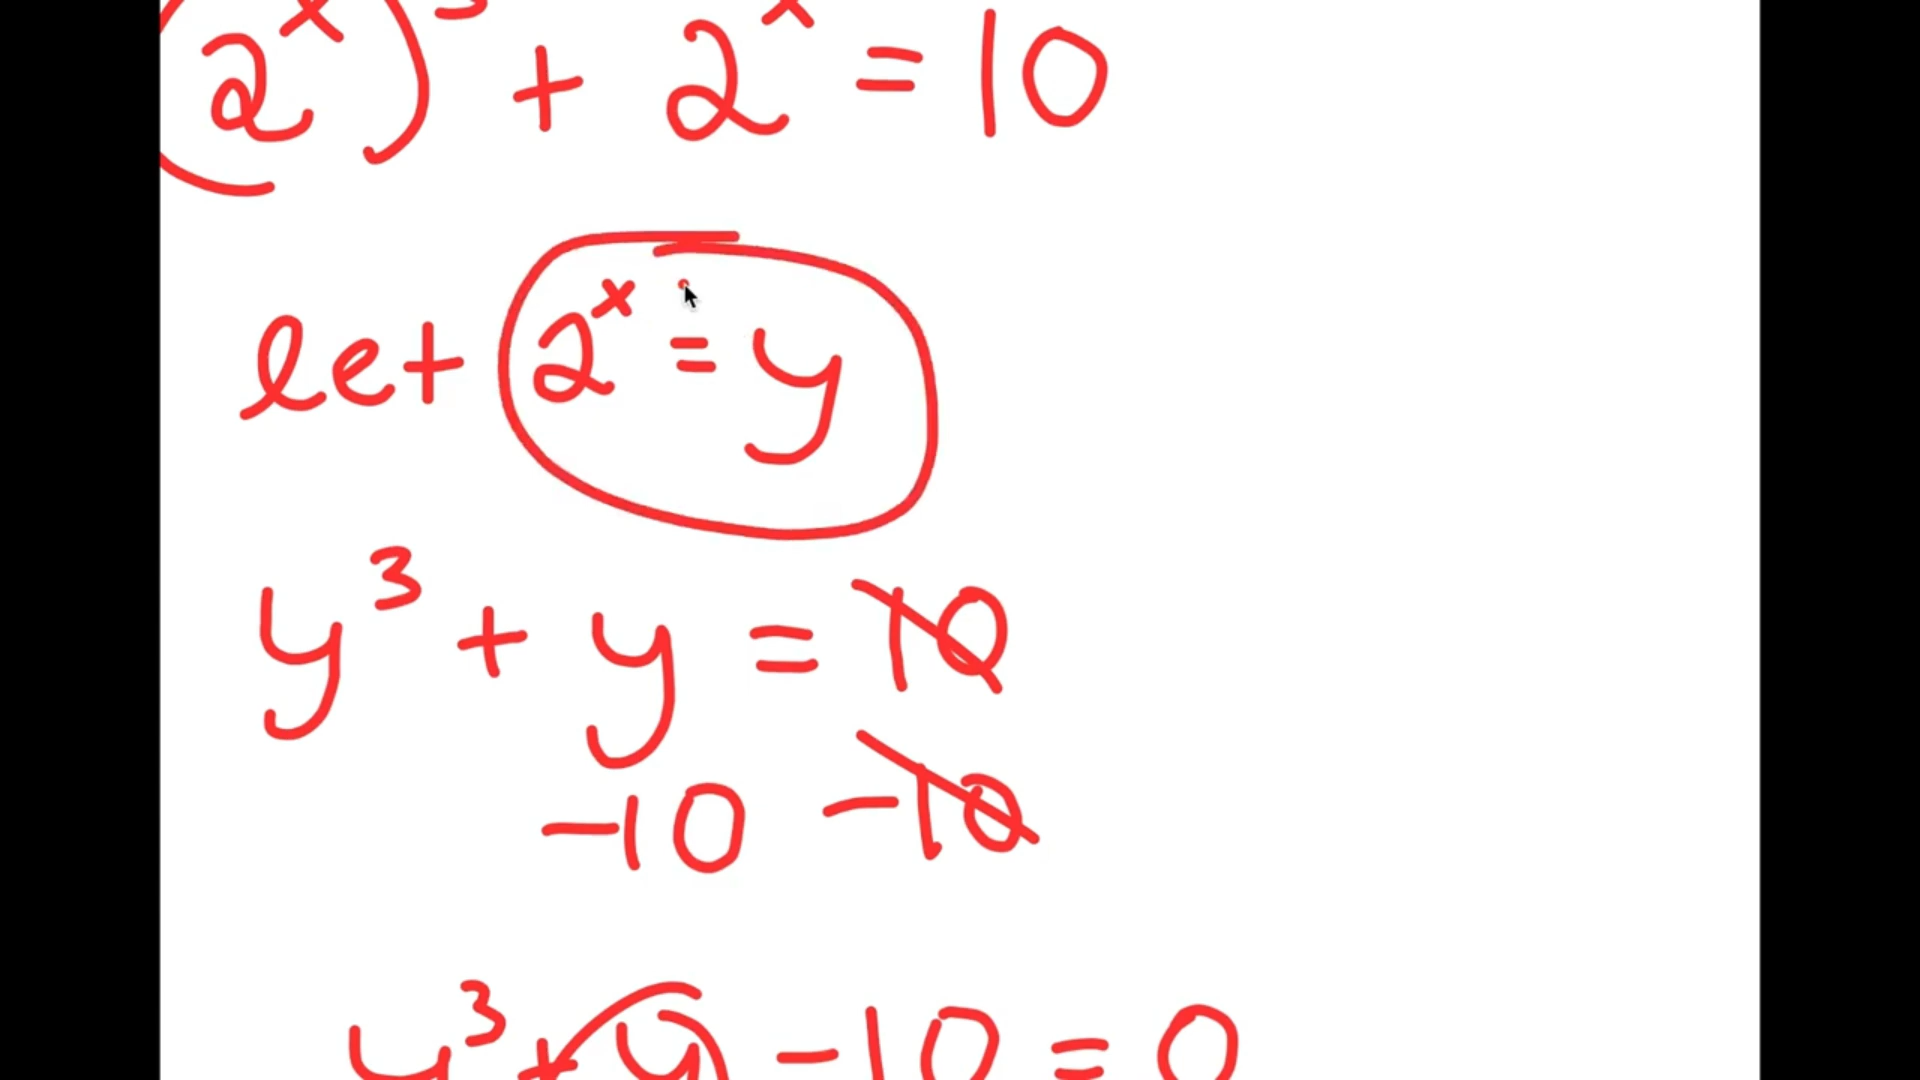 (2^x)^3 + 2^x = 10
let 2^x = y
y^3 + y = 10
-10 -10
y^3 + y - 10 = 0